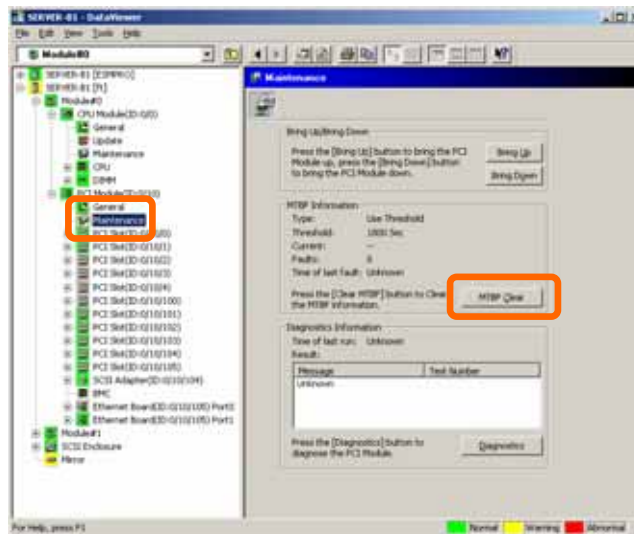 SERVER-01 - DataViewer
File Edit View Tools Help
Module#0
SERVER-01 [ESMPRO]
SERVER-01 [ft]
Module#0
CPU Module(ID:0/0)
General
Update
Maintenance
CPU
DIMM
PCI Module(ID:0/10)
General
Maintenance
PCI Slot(ID:0/10/0)
PCI Slot(ID:0/10/1)
PCI Slot(ID:0/10/2)
PCI Slot(ID:0/10/3)
PCI Slot(ID:0/10/4)
PCI Slot(ID:0/10/100)
PCI Slot(ID:0/10/101)
PCI Slot(ID:0/10/102)
PCI Slot(ID:0/10/103)
PCI Slot(ID:0/10/104)
PCI Slot(ID:0/10/105)
SCSI Adapter(ID:0/10/104)
BMC
Ethernet Board(ID:0/10/105) Port0
Ethernet Board(ID:0/10/105) Port1
Module#1
SCSI Enclosure
Mirror
Maintenance
Bring Up/Bring Down
Press the [Bring Up] button to bring the PCI
Module up, press the [Bring Down] button
to bring the PCI Module down.
Bring Up
Bring Down
MTBF Information
Type: Use Threshold
Threshold: 1800 Sec
Current: --
Faults: 0
Time of last fault: Unknown
Press the [Clear MTBF] button to Clear
the MTBF information.
MTBF Clear
Diagnostics Information
Time of last run: Unknown
Result:
Message Test Number
Unknown
Press the [Diagnostics] button to
diagnose the PCI Module.
Diagnostics
For Help, press F1
Normal Warning Abnormal